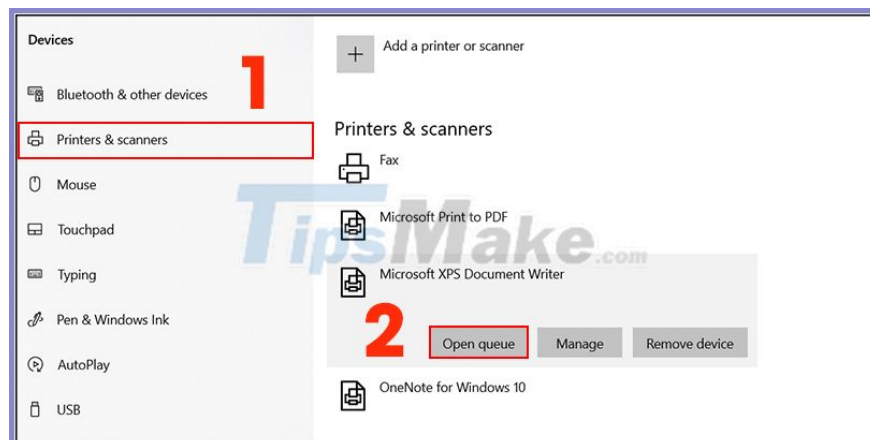 Devices
1
Bluetooth & other devices
Printers & scanners
Mouse
Touchpad
Typing
Pen & Windows Ink
AutoPlay
USB
Add a printer or scanner
Printers & scanners
Fax
Microsoft Print to PDF
TipsMake.com
Microsoft XPS Document Writer
2
Open queue Manage Remove device
OneNote for Windows 10